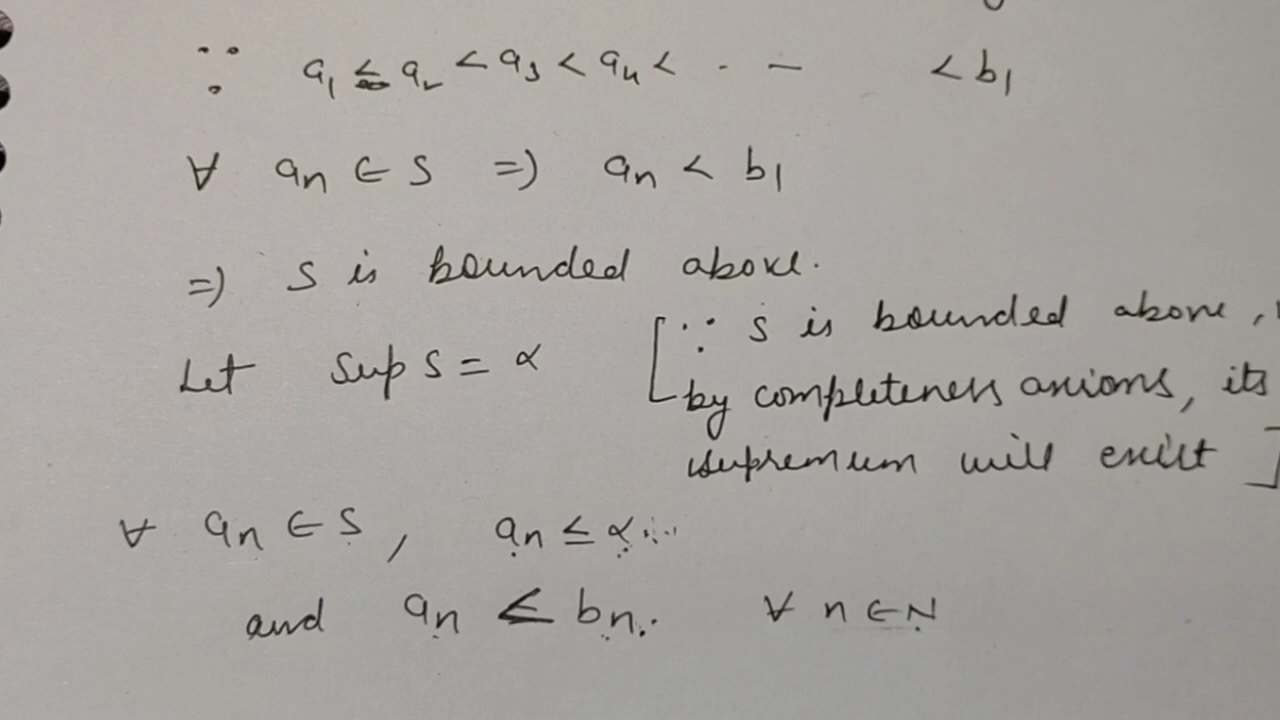 ∵ a₁ ≤ a₂ < a₃ < a₄ < . - < b₁
∀ aₙ ∈ S => aₙ < b₁
=> S is bounded above.
Let Sup S = α [∵ S is bounded above,
by completeness anioms, its
supremum will exist ]
∀ aₙ ∈ S, aₙ ≤ α...
and aₙ ≤ bₙ. ∀ n ∈ N